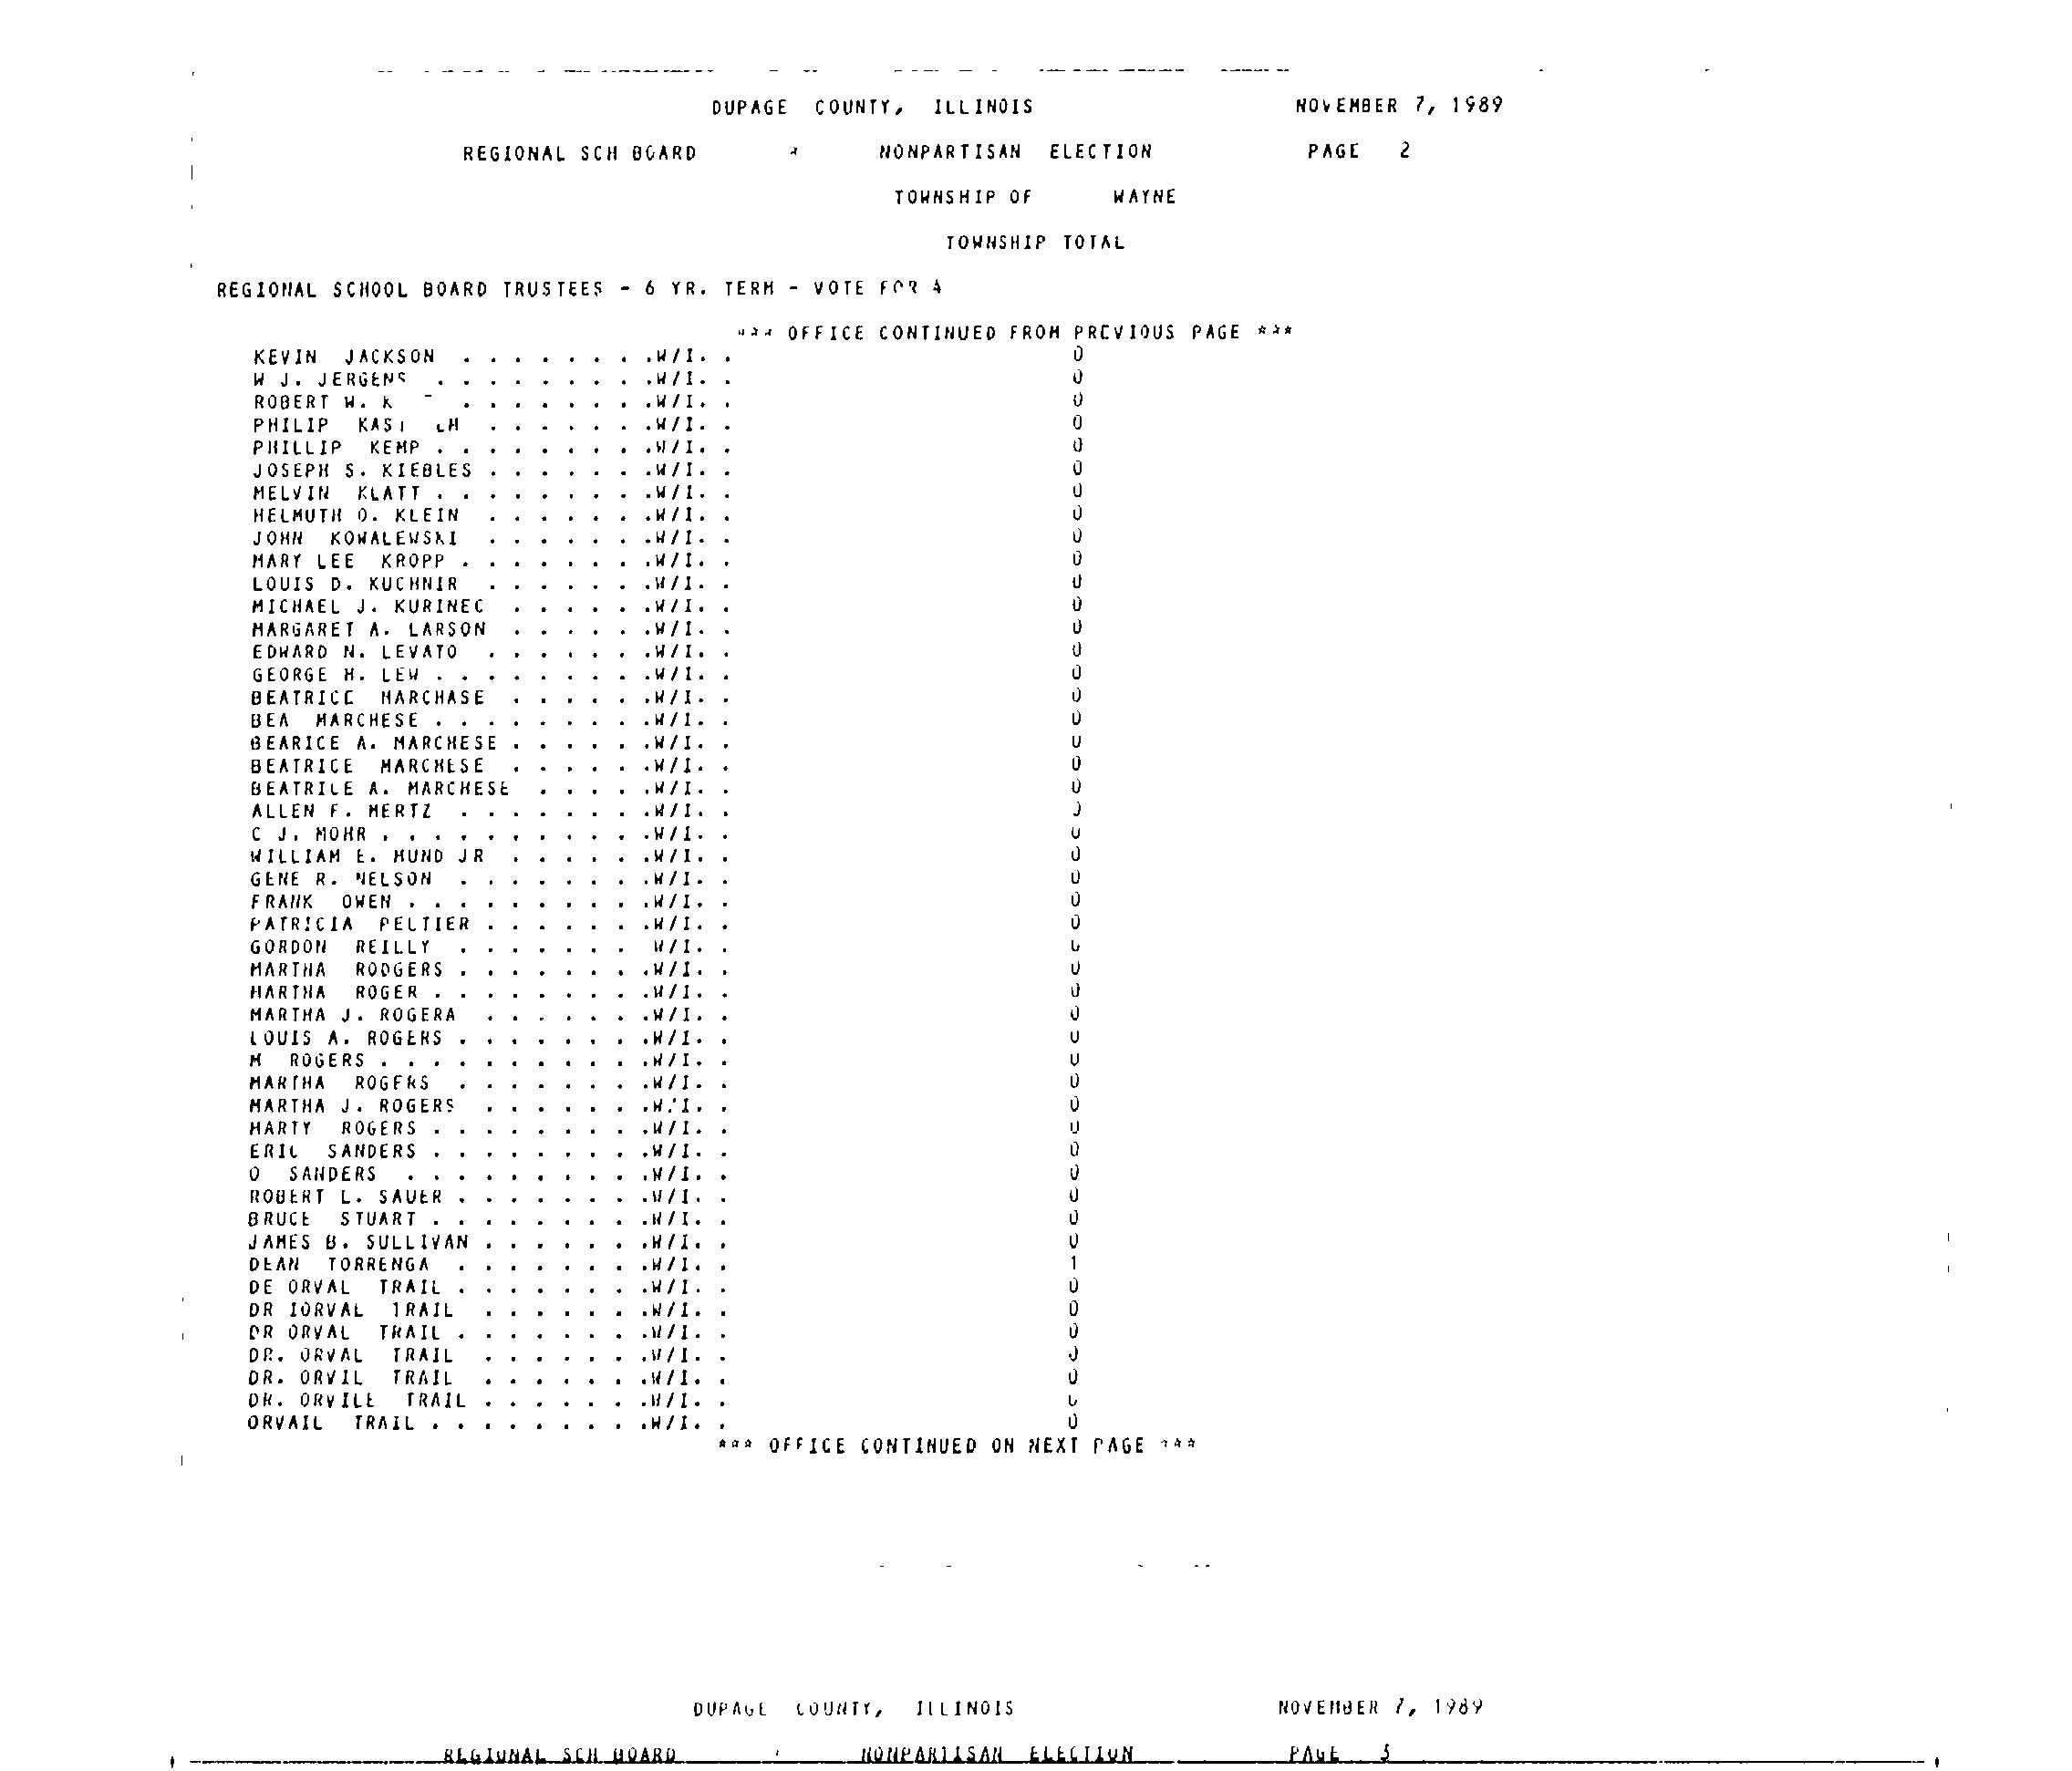 DUPAGE COUNTY, ILLINOIS NOVEMBER 7, 1989
REGIONAL SCH BOARD NONPARTISAN ELECTION PAGE 2
TOWNSHIP OF WAYNE
TOWNSHIP TOTAL
REGIONAL SCHOOL BOARD TRUSTEES - 6 YR. TERM - VOTE FOR 4
*** OFFICE CONTINUED FROM PREVIOUS PAGE ***
KEVIN JACKSON . . . . . . . .W/I. . 0
W J. JERGENS . . . . . . . . .W/I. . 0
ROBERT W. . . . . . . . .W/I. . 0
PHILIP . . . . . . .W/I. . 0
PHILLIP KEMP . . . . . . . . .W/I. . 0
JOSEPH S. KIEBLES . . . . . . .W/I. . 0
MELVIN KLATT . . . . . . . . .W/I. . 0
HELMUTH O. KLEIN . . . . . . .W/I. . 0
JOHN KOWALEWSKI . . . . . . .W/I. . 0
MARY LEE KROPP . . . . . . . .W/I. . 0
LOUIS D. KUCHNIR . . . . . . .W/I. . 0
MICHAEL J. KURINEC . . . . . .W/I. . 0
MARGARET A. LARSON . . . . . .W/I. . 0
EDWARD N. LEVATO . . . . . . .W/I. . 0
GEORGE H. LEW . . . . . . . . .W/I. . 0
BEATRICE MARCHASE . . . . . .W/I. . 0
BEA MARCHESE . . . . . . . . .W/I. . 0
BEARICE A. MARCHESE . . . . . .W/I. . 0
BEATRICE MARCHESE . . . . . .W/I. . 0
BEATRILE A. MARCHESE . . . . .W/I. . 0
ALLEN F. MERTZ . . . . . . . .W/I. . 0
C J. MOHR . . . . . . . . . . .W/I. . 0
WILLIAM E. MUND JR . . . . . .W/I. . 0
GENE R. NELSON . . . . . . . .W/I. . 0
FRANK OWEN . . . . . . . . . .W/I. . 0
PATRICIA PELTIER . . . . . . .W/I. . 0
GORDON REILLY . . . . . . . W/I. . 0
MARTHA RODGERS . . . . . . . .W/I. . 0
MARTHA ROGER . . . . . . . . .W/I. . 0
MARTHA J. ROGERA . . . . . . .W/I. . 0
LOUIS A. ROGERS . . . . . . . .W/I. . 0
M ROGERS . . . . . . . . . . .W/I. . 0
MARTHA ROGERS . . . . . . . .W/I. . 0
MARTHA J. ROGERS . . . . . . .W/I. . 0
MARTY ROGERS . . . . . . . . .W/I. . 0
ERIC SANDERS . . . . . . . . .W/I. . 0
O SANDERS . . . . . . . . . .W/I. . 0
ROBERT L. SAUER . . . . . . . .W/I. . 0
BRUCE STUART . . . . . . . . .W/I. . 0
JAMES B. SULLIVAN . . . . . . .W/I. . 0
DEAN TORRENGA . . . . . . . .W/I. . 1
DE ORVAL TRAIL . . . . . . . .W/I. . 0
DR IORVAL TRAIL . . . . . . .W/I. . 0
DR ORVAL TRAIL . . . . . . . .W/I. . 0
DR. ORVAL TRAIL . . . . . . .W/I. . 0
DR. ORVIL TRAIL . . . . . . .W/I. . 0
DR. ORVILE TRAIL . . . . . . .W/I. . 0
ORVAIL TRAIL . . . . . . . . .W/I. . 0
*** OFFICE CONTINUED ON NEXT PAGE ***
DUPAGE COUNTY, ILLINOIS NOVEMBER 7, 1989
REGIONAL SCH BOARD NONPARTISAN ELECTION PAGE